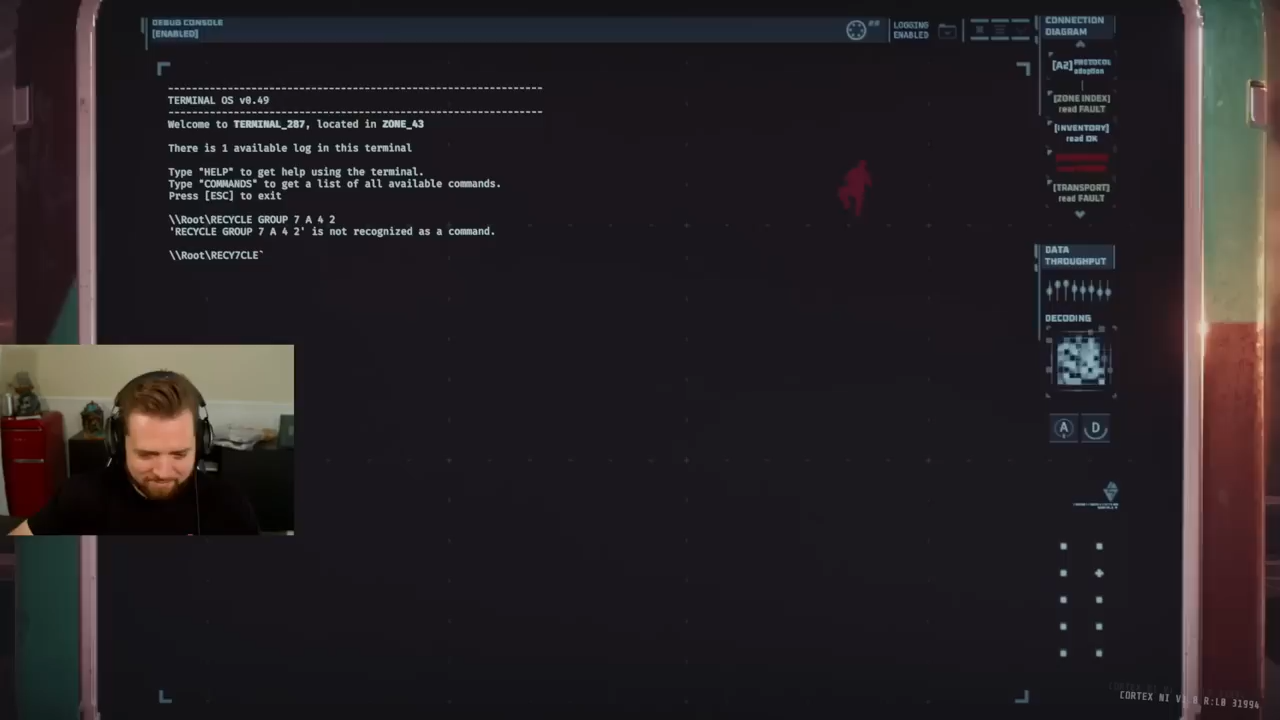 DEBUG CONSOLE
[ENABLED]
LOGGING
ENABLED
CONNECTION
DIAGRAM
[A2] PROTOCOL
adaption
[ZONE INDEX]
read FAULT
[INVENTORY]
read OK
[TRANSPORT]
read FAULT
DATA
THROUGHPUT
DECODING
A D
--------------------------------------------------------------
TERMINAL OS v0.49
--------------------------------------------------------------
Welcome to TERMINAL_287, located in ZONE_43
There is 1 available log in this terminal
Type "HELP" to get help using the terminal.
Type "COMMANDS" to get a list of all available commands.
Press [ESC] to exit
\\Root\RECYCLE GROUP 7 A 4 2
'RECYCLE GROUP 7 A 4 2' is not recognized as a command.
\\Root\RECY7CLE`